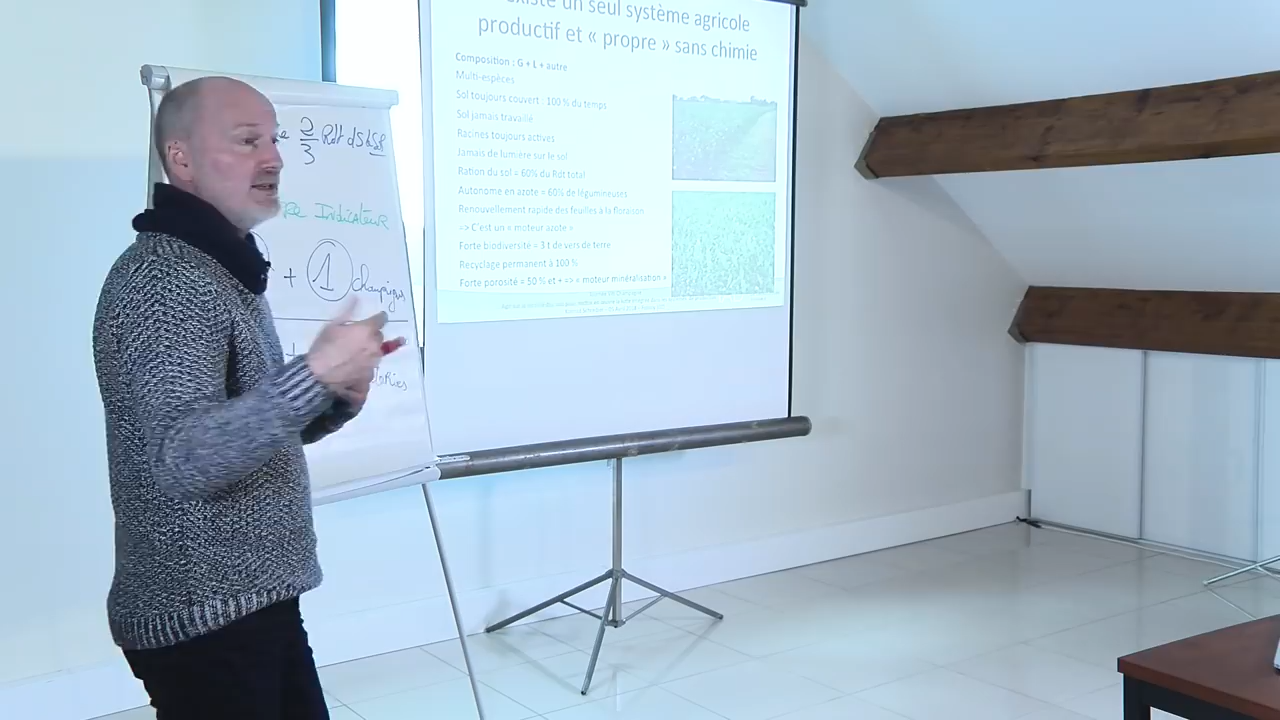 existe un seul système agricole
productif et « propre » sans chimie
Composition : G + L + autre
Multi-espèces
Sol toujours couvert : 100 % du temps
Sol jamais travaillé
Racines toujours actives
Jamais de lumière sur le sol
Ration du sol = 60% du Rdt total
Autonome en azote = 60% de légumineuses
Renouvellement rapide des feuilles à la floraison
=> C'est un « moteur azote »
Forte biodiversité = 3 t de vers de terre
Recyclage permanent à 100 %
Forte porosité = 50 % et + => « moteur minéralisation »
2/3 Rdt ds
Indicateur
+ 1 champignon
+